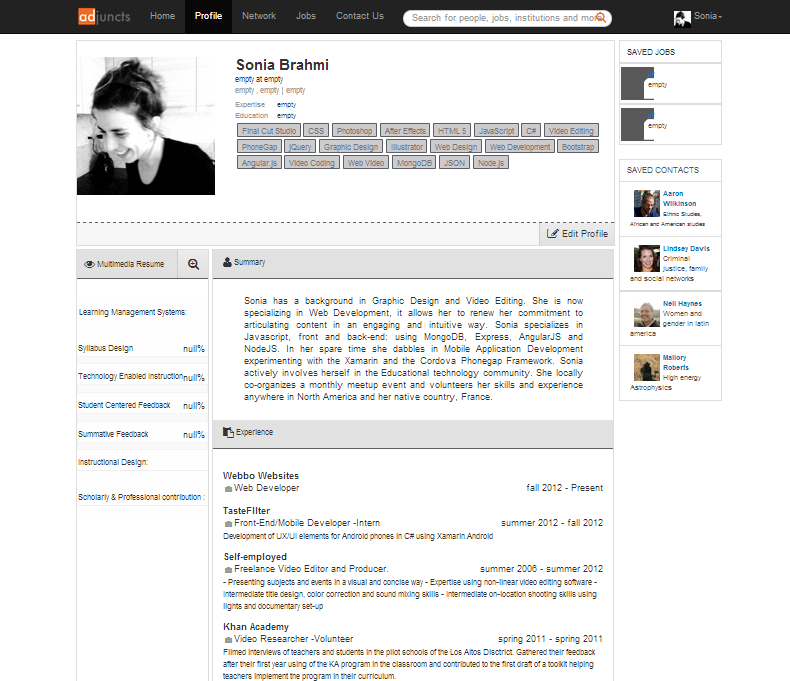 adjuncts Home Profile Network Jobs Contact Us Search for people, jobs, institutions and more Sonia
Sonia Brahmi
empty at empty
empty , empty | empty
Expertise empty
Education empty
Final Cut Studio CSS Photoshop After Effects HTML 5 JavaScript C# Video Editing
PhoneGap jQuery Graphic Design Illustrator Web Design Web Development Bootstrap
Angular.js Video Coding Web Video MongoDB JSON Node.js
Edit Profile
SAVED JOBS
empty
empty
SAVED CONTACTS
Aaron
Wilkinson
Ethnic Studies,
African and American studies
Lindsey Davis
Criminal
justice, family
and social networks
Neil Haynes
Women and
gender in latin
america
Mallory
Roberts
High energy
Astrophysics
Multimedia Resume
Learning Management Systems:
Syllabus Design null%
Technology Enabled Instruction null%
Student Centered Feedback null%
Summative Feedback null%
Instructional Design:
Scholarly & Professional contribution :
Summary
Sonia has a background in Graphic Design and Video Editing. She is now
specializing in Web Development, it allows her to renew her commitment to
articulating content in an engaging and intuitive way. Sonia specializes in
Javascript, front and back-end: using MongoDB, Express, AngularJS and
NodeJS. In her spare time she dabbles in Mobile Application Development
experimenting with the Xamarin and the Cordova Phonegap Framework. Sonia
actively involves herself in the Educational technology community. She locally
co-organizes a monthly meetup event and volunteers her skills and experience
anywhere in North America and her native country, France.
Experience
Webbo Websites
Web Developer fall 2012 - Present
TasteFIlter
Front-End/Mobile Developer -Intern summer 2012 - fall 2012
Development of UX/UI elements for Android phones in C# using Xamarin.Android
Self-employed
Freelance Video Editor and Producer. summer 2006 - summer 2012
- Presenting subjects and events in a visual and concise way - Expertise using non-linear video editing software -
Intermediate title design, color correction and sound mixing skills - Intermediate on-location shooting skills using
lights and documentary set-up
Khan Academy
Video Researcher -Volunteer spring 2011 - spring 2011
Filmed interviews of teachers and students in the pilot schools of the Los Altos Disctrict. Gathered their feedback
after their first year using of the KA program in the classroom and contributed to the first draft of a toolkit helping
teachers implement the program in their curriculum.